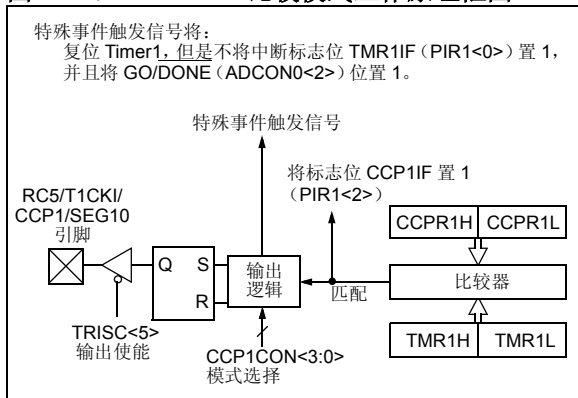 特殊事件触发信号将：
复位 Timer1，但是不将中断标志位 TMR1IF（PIR1<0>）置 1，
并且将 GO/DONE（ADCON0<2>）位置 1。
特殊事件触发信号
将标志位 CCP1IF 置 1
（PIR1<2>）
RC5/T1CKI/
CCP1/SEG10
引脚
CCPR1H CCPR1L
Q S
R
输出
逻辑
匹配
比较器
TRISC<5>
输出使能
CCP1CON<3:0>
模式选择
TMR1H TMR1L